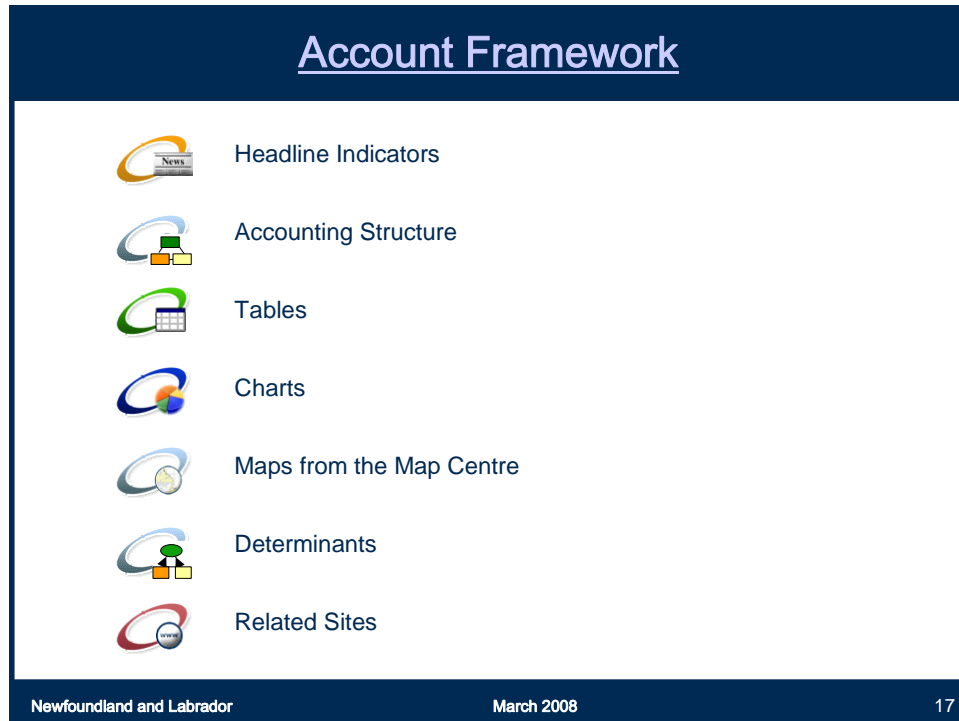 Account Framework
News
Headline Indicators
Accounting Structure
Tables
Charts
Maps from the Map Centre
Determinants
www
Related Sites
Newfoundland and Labrador March 2008 17